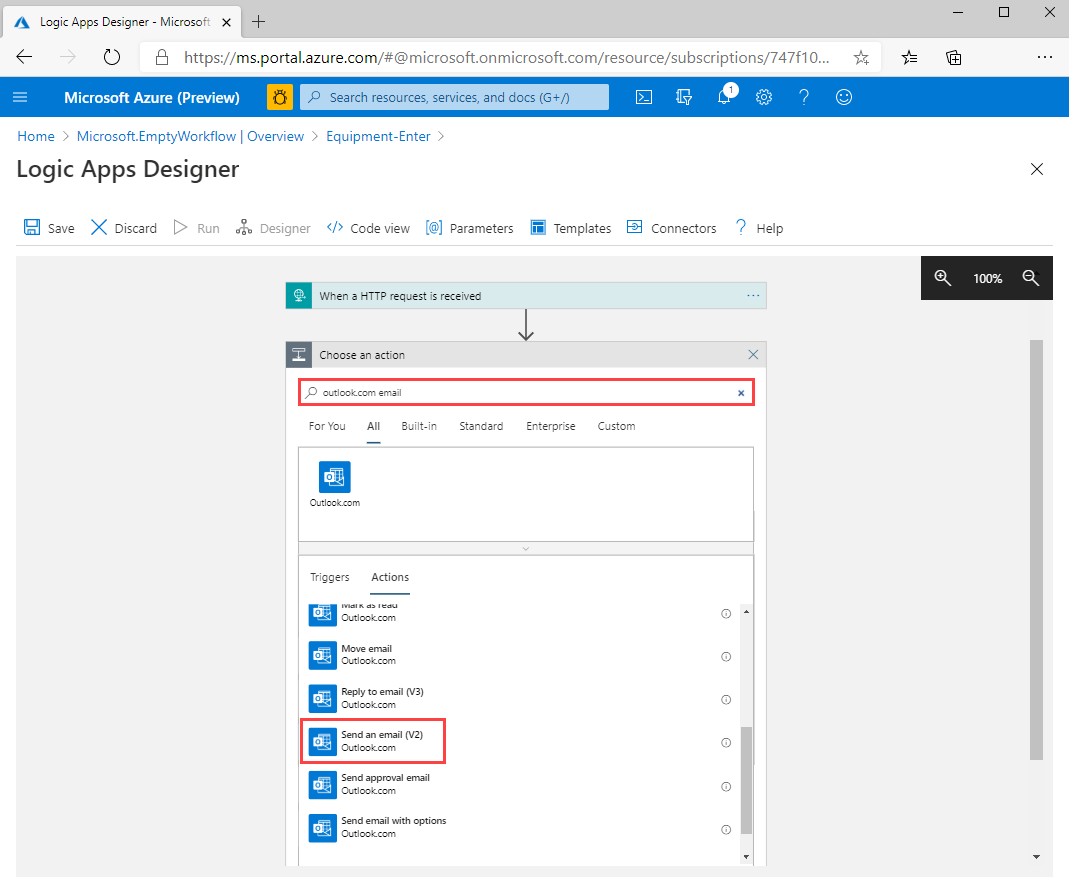 Logic Apps Designer - Microsoft
https://ms.portal.azure.com/#@microsoft.onmicrosoft.com/resource/subscriptions/747f10...
Microsoft Azure (Preview)
Search resources, services, and docs (G+/)
1
Home > Microsoft.EmptyWorkflow | Overview > Equipment-Enter >
Logic Apps Designer
Save Discard Run Designer Code view Parameters Templates Connectors Help
100%
When a HTTP request is received
Choose an action
outlook.com email
For You All Built-in Standard Enterprise Custom
Outlook.com
Triggers Actions
Mark as read
Outlook.com
Move email
Outlook.com
Reply to email (V3)
Outlook.com
Send an email (V2)
Outlook.com
Send approval email
Outlook.com
Send email with options
Outlook.com